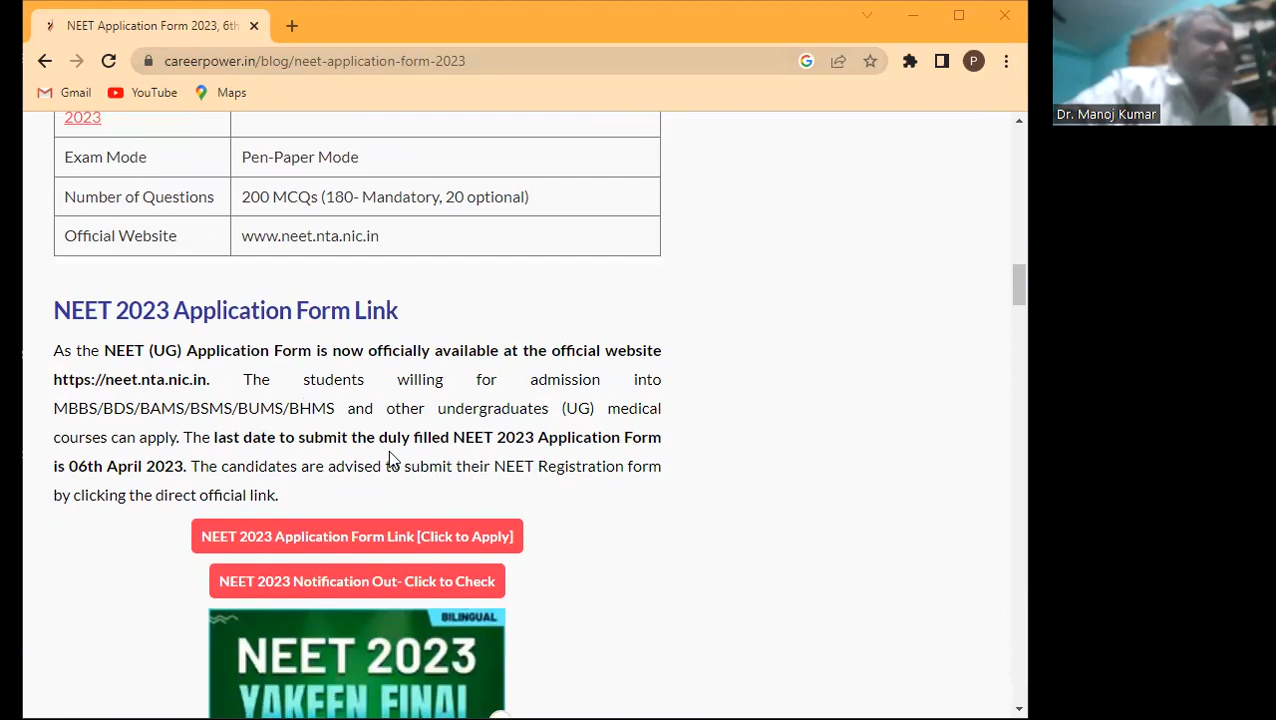 NEET Application Form 2023, 6th
careerpower.in/blog/neet-application-form-2023
P
Gmail
YouTube
Maps
Dr. Manoj Kumar
2023
Exam Mode
Pen-Paper Mode
Number of Questions
200 MCQs (180- Mandatory, 20 optional)
Official Website
www.neet.nta.nic.in
NEET 2023 Application Form Link
As the NEET (UG) Application Form is now officially available at the official website
https://neet.nta.nic.in. The students willing for admission into
MBBS/BDS/BAMS/BSMS/BUMS/BHMS and other undergraduates (UG) medical
courses can apply. The last date to submit the duly filled NEET 2023 Application Form
is 06th April 2023. The candidates are advised to submit their NEET Registration form
by clicking the direct official link.
NEET 2023 Application Form Link [Click to Apply]
NEET 2023 Notification Out- Click to Check
BILINGUAL
NEET 2023
YAKEEN FINAL